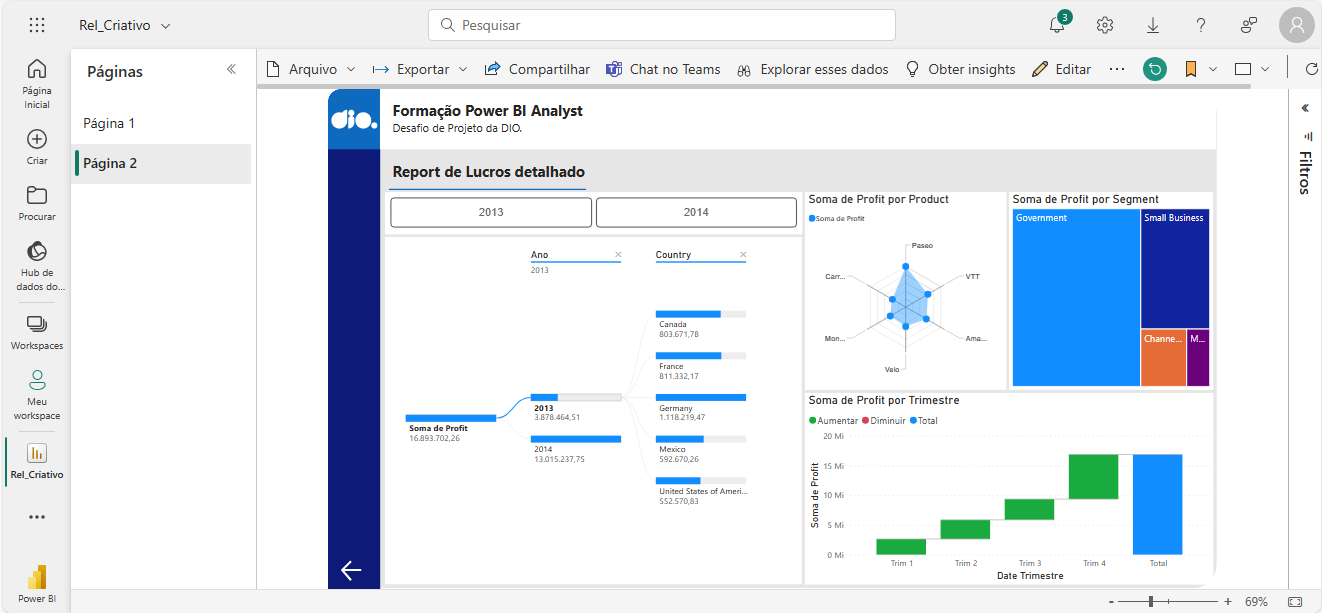 Rel_Criativo
Pesquisar
3
Página Inicial
Criar
Procurar
Hub de dados do...
Workspaces
Meu workspace
Rel_Criativo
Power BI
Páginas
Página 1
Página 2
Arquivo
Exportar
Compartilhar
Chat no Teams
Explorar esses dados
Obter insights
Editar
dio.
Formação Power BI Analyst
Desafio de Projeto da DIO.
Report de Lucros detalhado
2013
2014
Ano
2013
Country
Soma de Profit
16.893.702,26
2013
3.878.464,51
2014
13.015.237,75
Canada
803.671,78
France
811.332,17
Germany
1.118.219,47
Mexico
592.670,26
United States of Ameri...
552.570,83
Soma de Profit por Product
Soma de Profit
Paseo
VTT
Ama...
Velo
Mon...
Carr...
Soma de Profit por Segment
Government
Small Business
Channe...
M...
Soma de Profit por Trimestre
Aumentar Diminuir Total
Soma de Profit
20 Mi
15 Mi
10 Mi
5 Mi
0 Mi
Trim 1
Trim 2
Trim 3
Trim 4
Total
Date Trimestre
Filtros
- + 69%